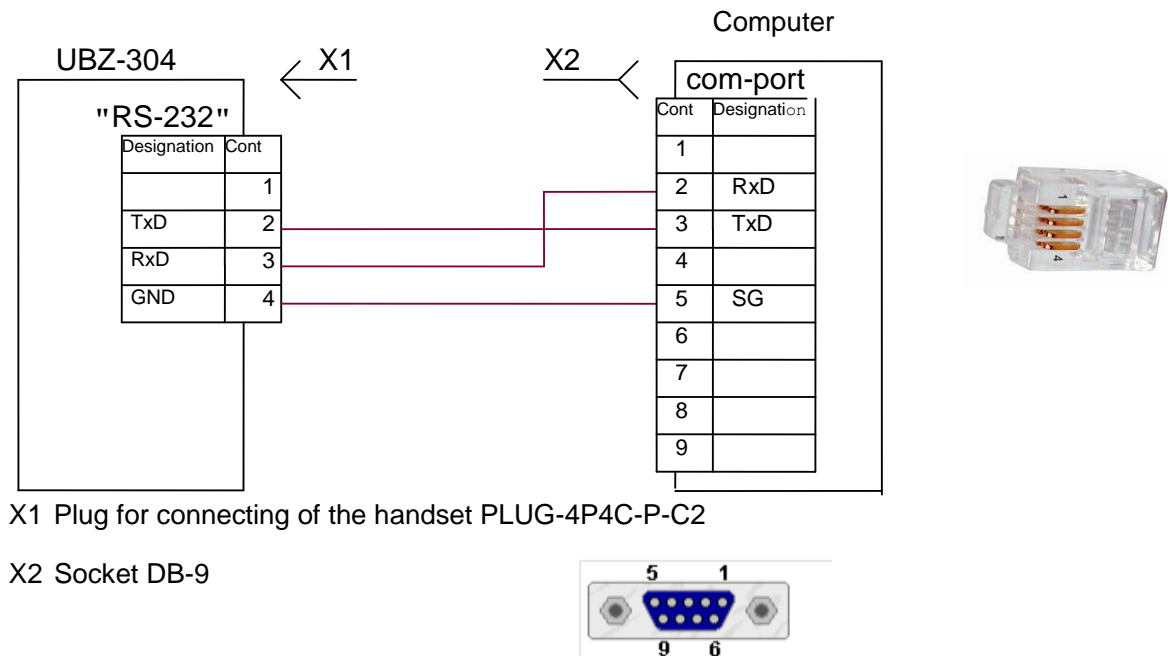 Computer
UBZ-304 X1 X2
com-port
"RS-232"
Designation Cont
1
TxD 2
RxD 3
GND 4
Cont Designation
1
2 RxD
3 TxD
4
5 SG
6
7
8
9
1
4
X1 Plug for connecting of the handset PLUG-4P4C-P-C2
X2 Socket DB-9
5 1
9 6